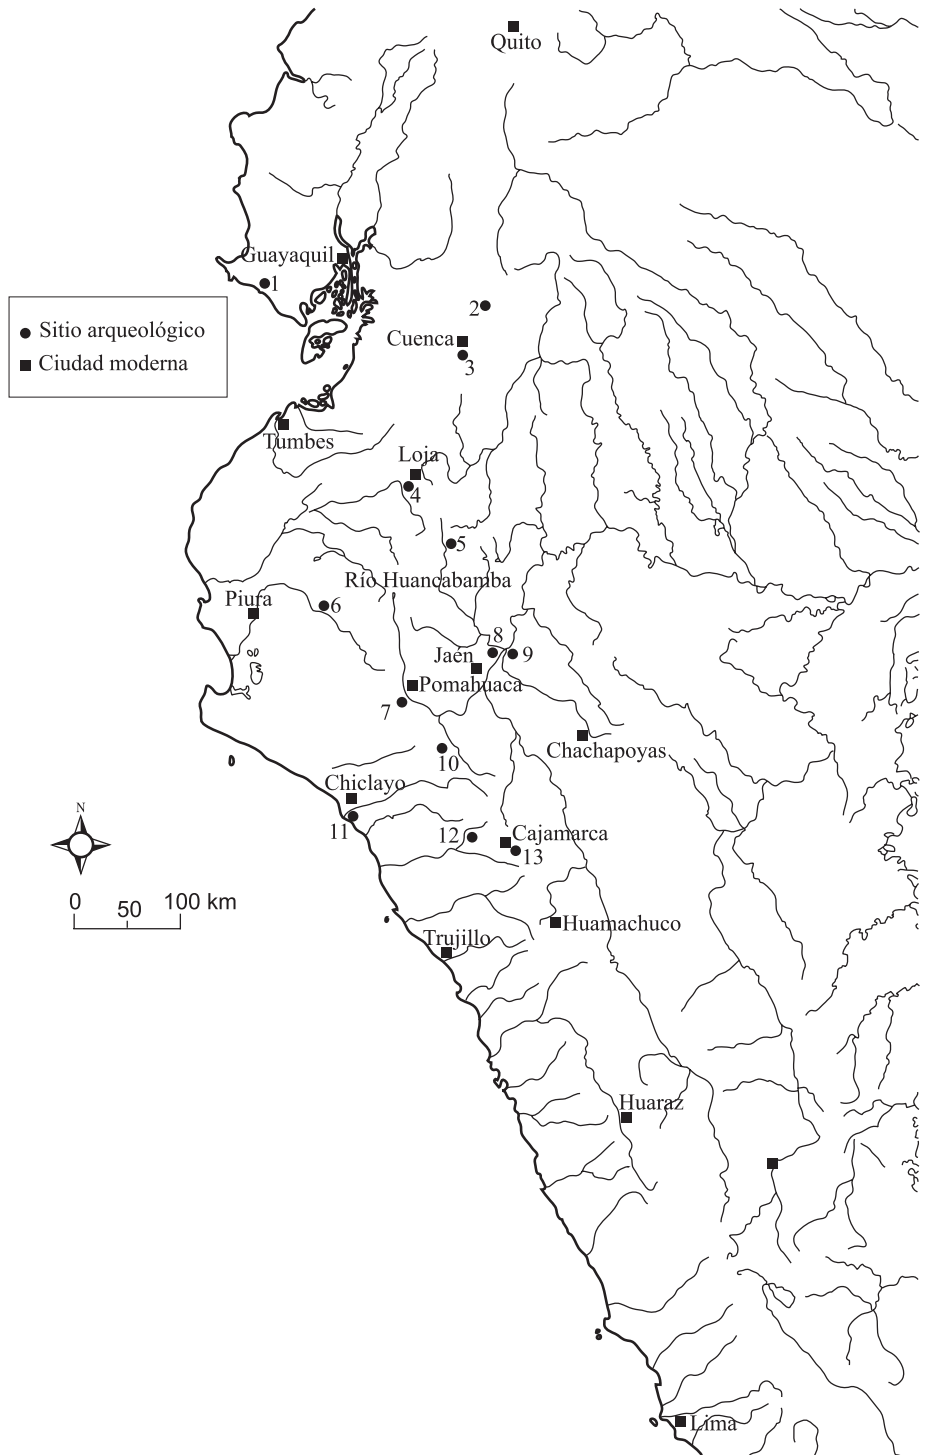 Quito
Guayaquil
1
2
Sitio arqueológico
Ciudad moderna
Cuenca
3
Tumbes
Loja
4
5
Río Huancabamba
Piura
6
8
Jaén
9
Pomahuaca
7
Chachapoyas
10
Chiclayo
11
12
Cajamarca
13
N
0
50
100 km
Huamachuco
Trujillo
Huaraz
Lima